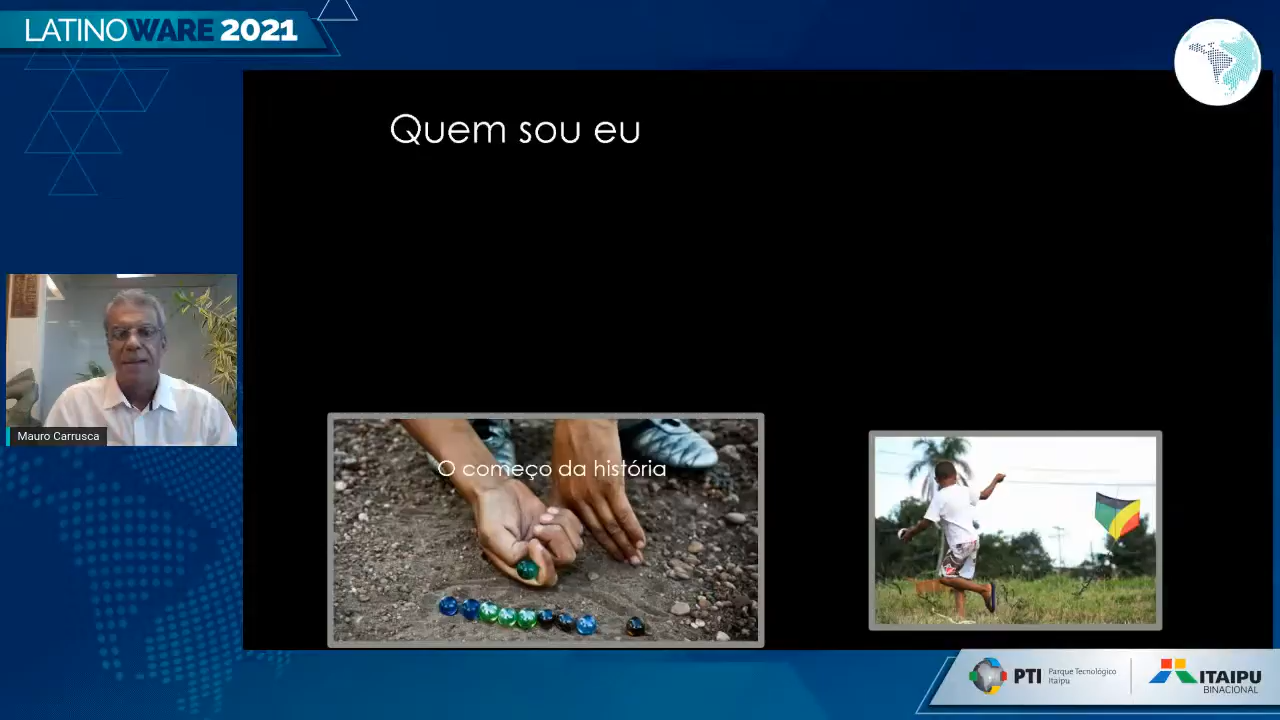 LATINOWARE 2021
Quem sou eu
Mauro Carrusca
O começo da história
PTI Parque Tecnológico
Itaipu
ITAIPU
BINACIONAL